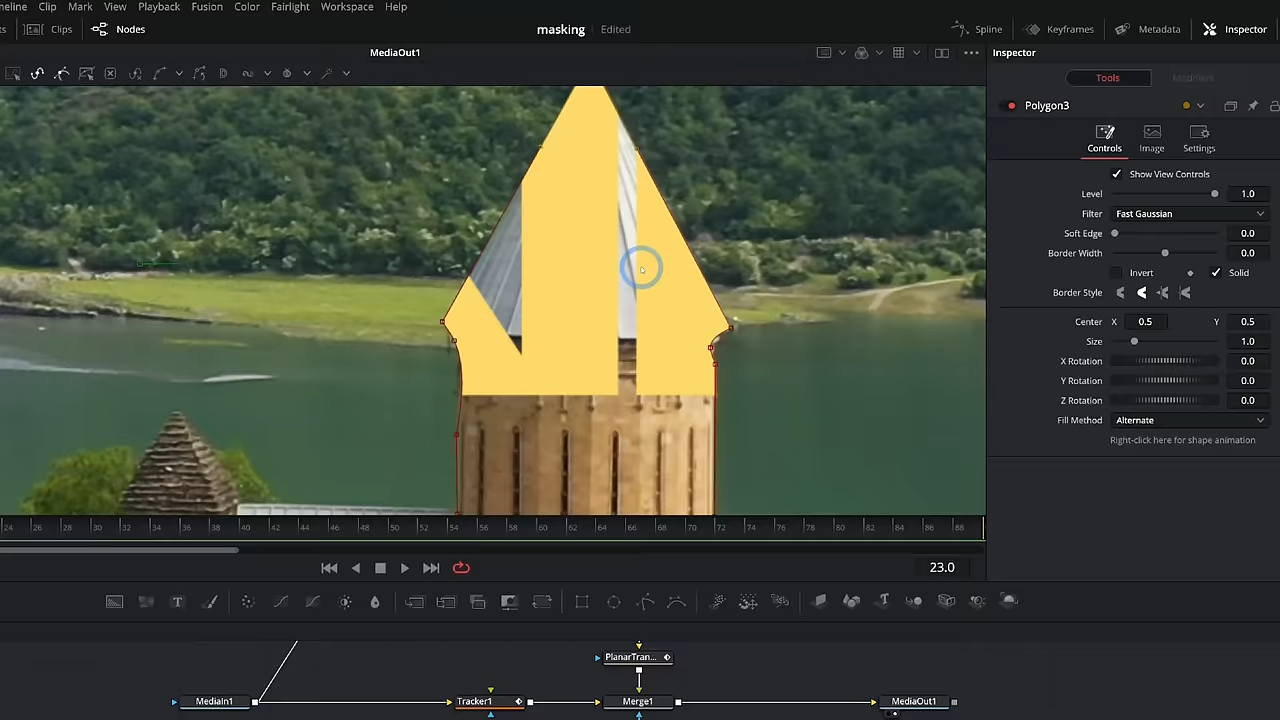 neline Clip Mark View Playback Fusion Color Fairlight Workspace Help
ts Clips Nodes masking Edited Spline Keyframes Metadata Inspector
MediaOut1 Inspector
Tools Modifiers
Polygon3
Controls Image Settings
Show View Controls
Level 1.0
Filter Fast Gaussian
Soft Edge 0.0
Border Width 0.0
Invert Solid
Border Style
Center X 0.5 Y 0.5
Size 1.0
X Rotation 0.0
Y Rotation 0.0
Z Rotation 0.0
Fill Method Alternate
Right-click here for shape animation
24 26 28 30 32 34 36 38 40 42 44 46 48 50 52 54 56 58 60 62 64 66 68 70 72 74 76 78 80 82 84 86 88
23.0
T
PlanarTran...
MediaIn1 Tracker1 Merge1 MediaOut1